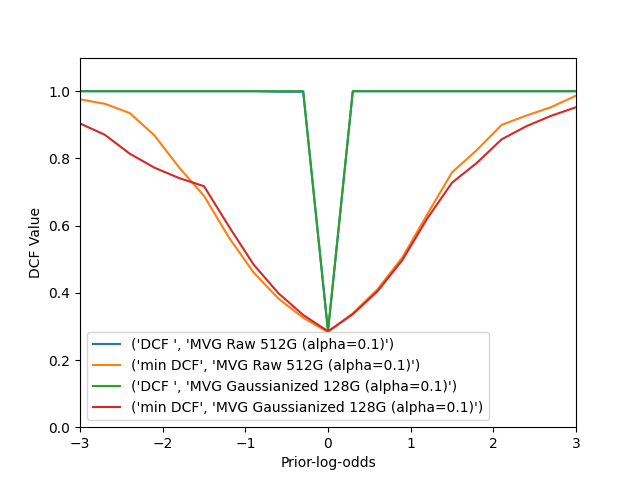 1.0
0.8
0.6
0.4
0.2
0.0
DCF Value
('DCF ', 'MVG Raw 512G (alpha=0.1)')
('min DCF', 'MVG Raw 512G (alpha=0.1)')
('DCF ', 'MVG Gaussianized 128G (alpha=0.1)')
('min DCF', 'MVG Gaussianized 128G (alpha=0.1)')
−3 −2 −1 0 1 2 3
Prior-log-odds